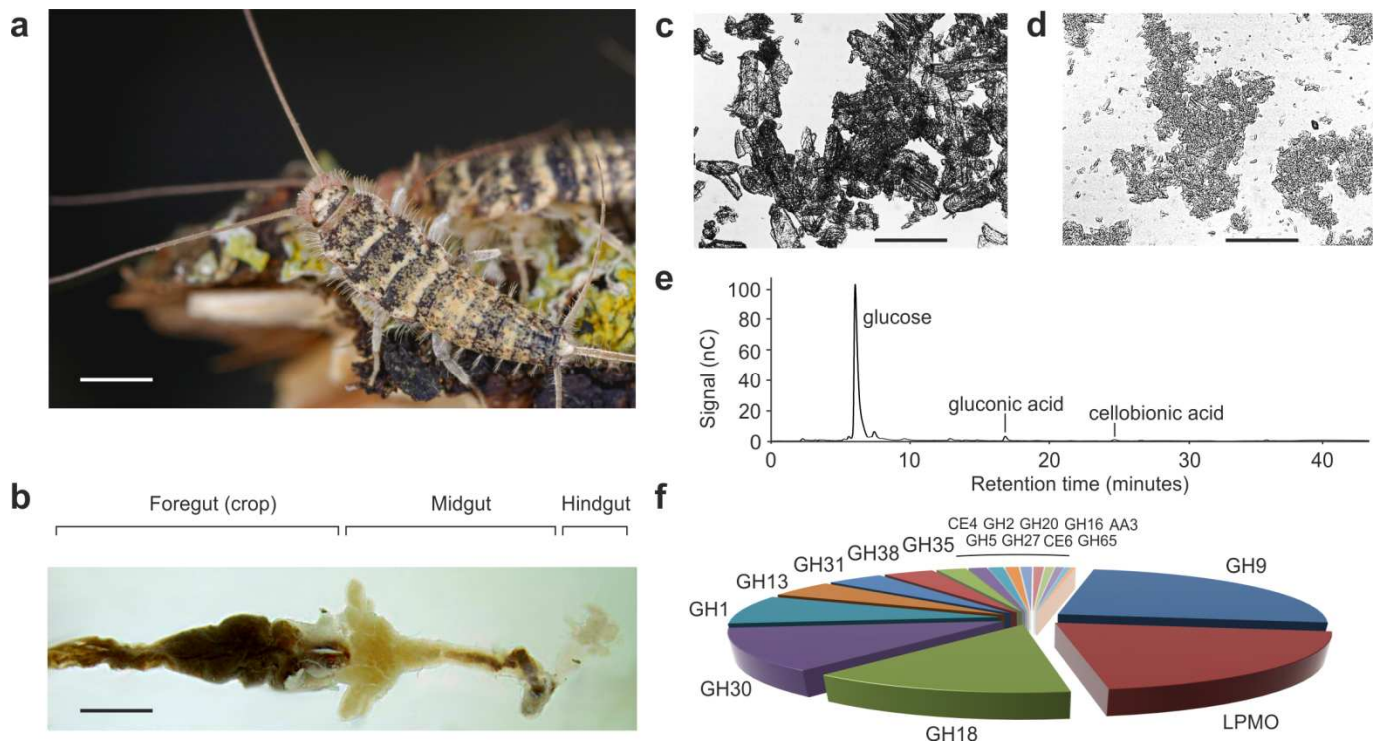 a
b
Foregut (crop) Midgut Hindgut
c
d
e
Signal (nC)
100
80
60
40
20
0
glucose
gluconic acid
cellobionic acid
0 10 20 30 40
Retention time (minutes)
f
CE4 GH2 GH20 GH16 AA3
GH5 GH27 CE6 GH65
GH35
GH38
GH31
GH13
GH1
GH30
GH18
GH9
LPMO